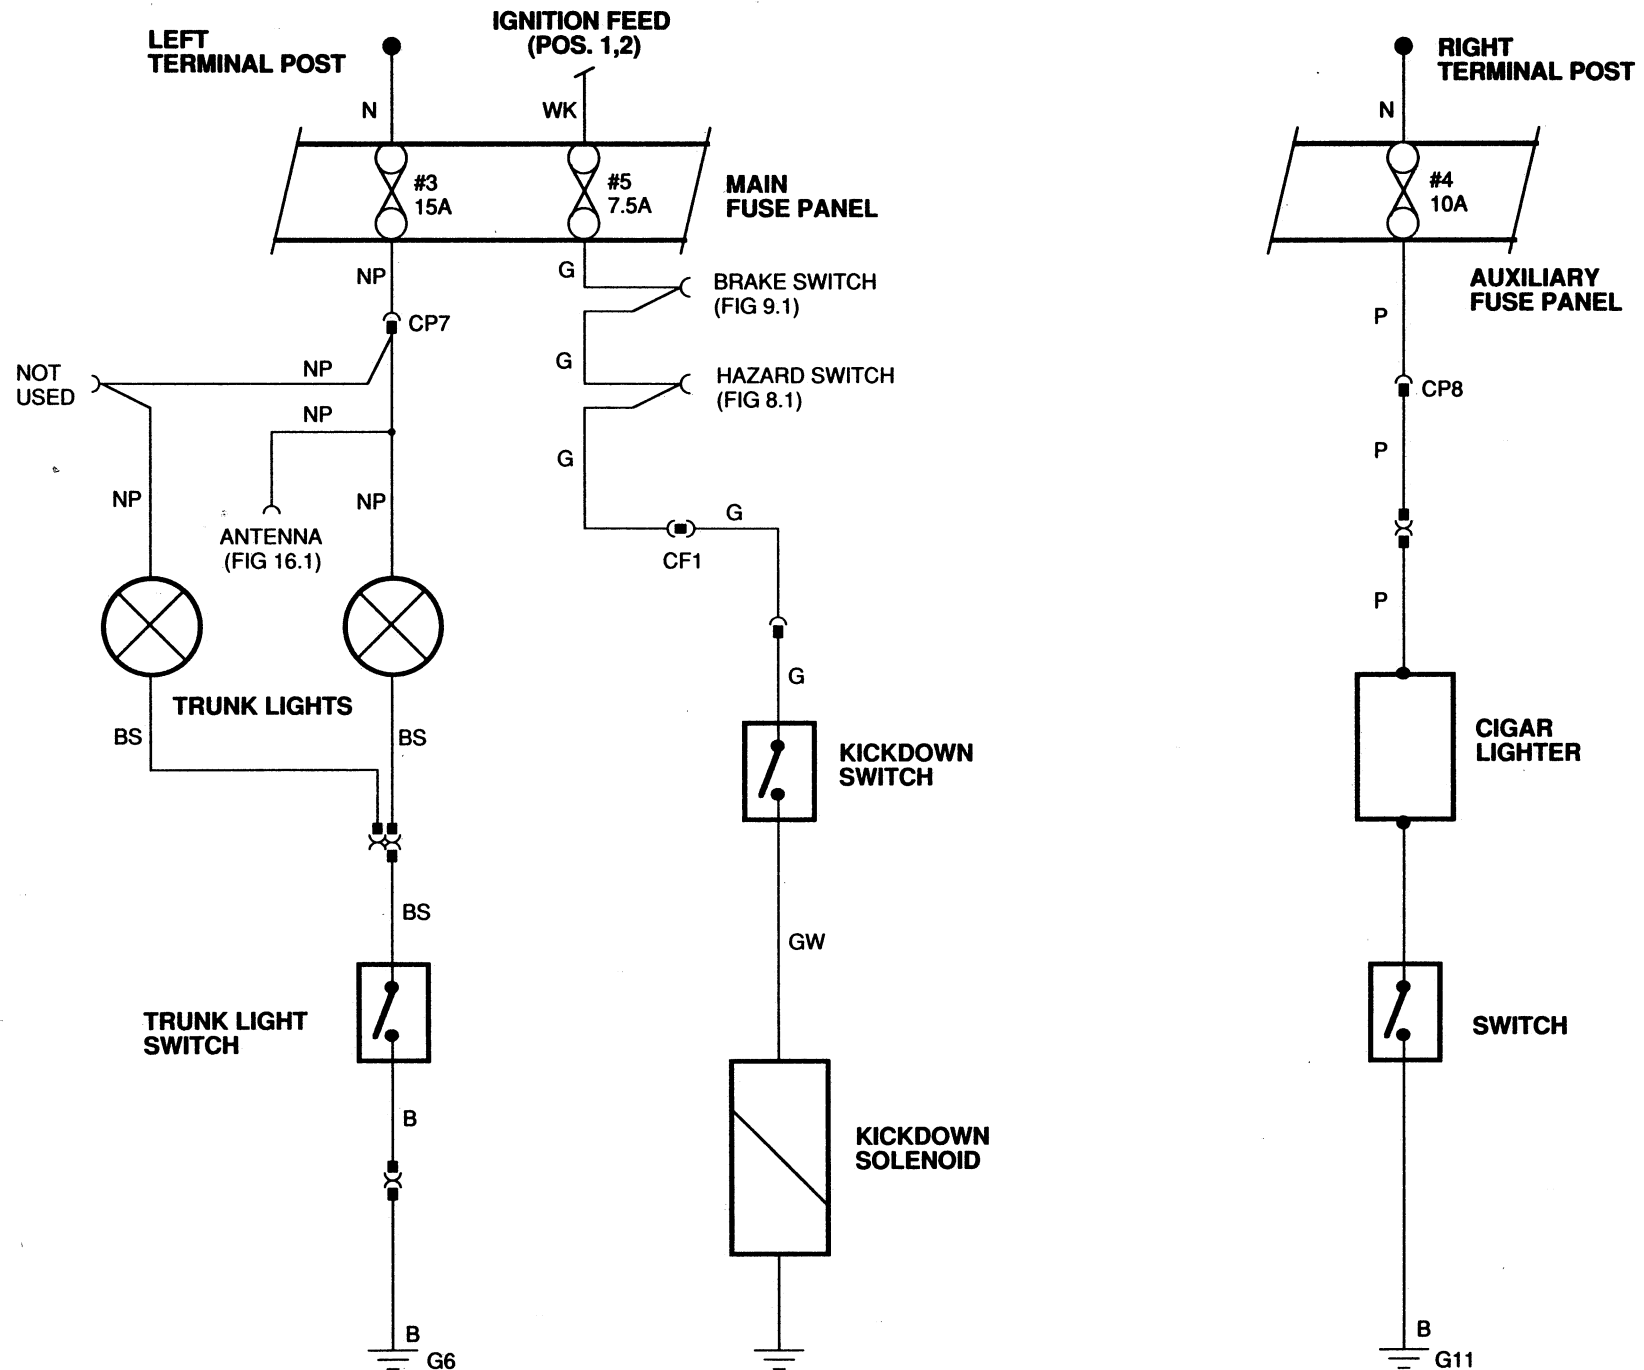 LEFT
TERMINAL POST
IGNITION FEED
(POS. 1,2)
RIGHT
TERMINAL POST
N
WK
N
#3
15A
#5
7.5A
MAIN
FUSE PANEL
#4
10A
AUXILIARY
FUSE PANEL
NP
G
BRAKE SWITCH
(FIG 9.1)
P
CP7
NOT
USED
NP
G
HAZARD SWITCH
(FIG 8.1)
CP8
NP
G
P
NP
NP
G
ANTENNA
(FIG 16.1)
CF1
P
TRUNK LIGHTS
G
BS
BS
KICKDOWN
SWITCH
CIGAR
LIGHTER
BS
GW
TRUNK LIGHT
SWITCH
SWITCH
B
KICKDOWN
SOLENOID
B
G6
B
G11